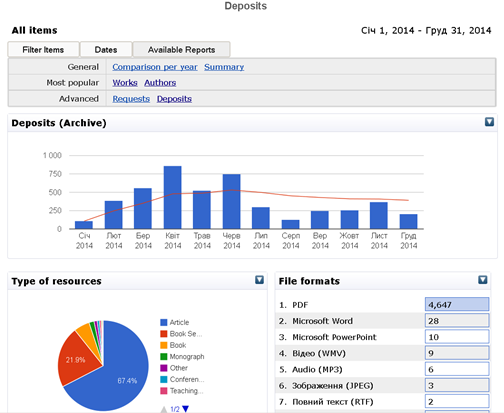 Deposits
All items Січ 1, 2014 - Груд 31, 2014
Filter Items Dates Available Reports
General Comparison per year Summary
Most popular Works Authors
Advanced Requests Deposits
Deposits (Archive)
1 000
750
500
250
0
Січ 2014 Лют 2014 Бер 2014 Квіт 2014 Трав 2014 Черв 2014 Лип 2014 Серп 2014 Вер 2014 Жовт 2014 Лист 2014 Груд 2014
Type of resources
67.4%
21.9%
Article
Book Se...
Book
Monograph
Other
Conferen...
Teaching...
1/2
File formats
1. PDF 4,647
2. Microsoft Word 28
3. Microsoft PowerPoint 10
4. Відео (WMV) 9
5. Audio (MP3) 6
6. Зображення (JPEG) 3
7. Повний текст (RTF) 2